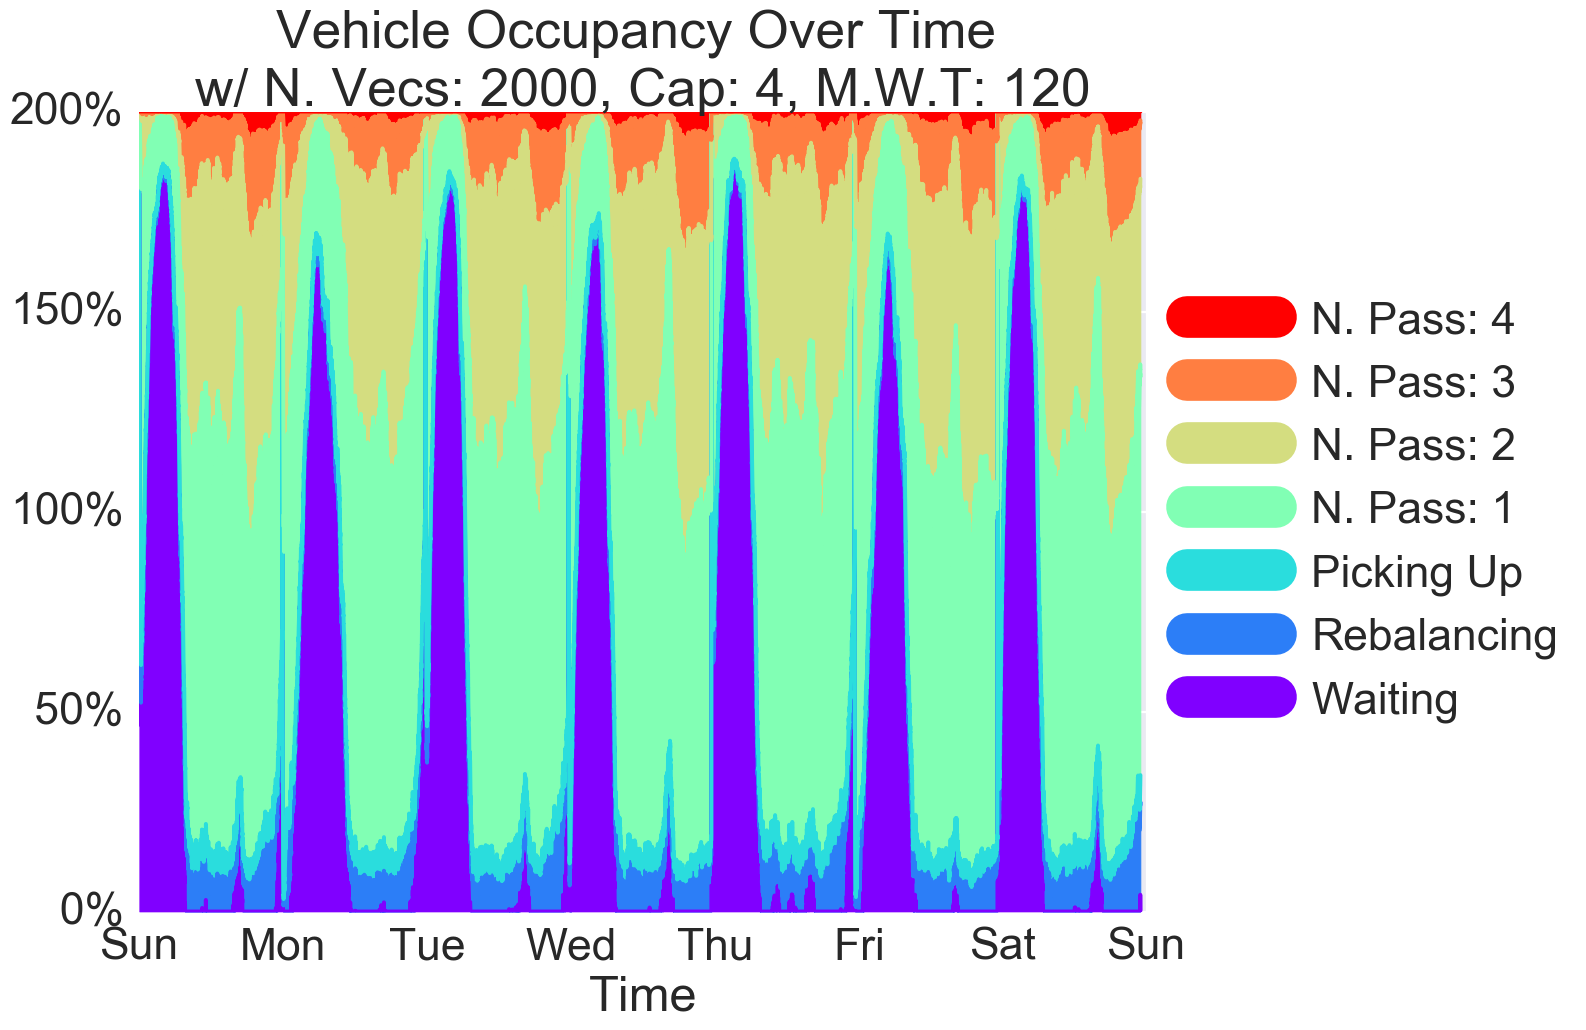 Vehicle Occupancy Over Time
w/ N. Vecs: 2000, Cap: 4, M.W.T: 120
200%
150%
100%
50%
0%
Sun Mon Tue Wed Thu Fri Sat Sun
Time
N. Pass: 4
N. Pass: 3
N. Pass: 2
N. Pass: 1
Picking Up
Rebalancing
Waiting